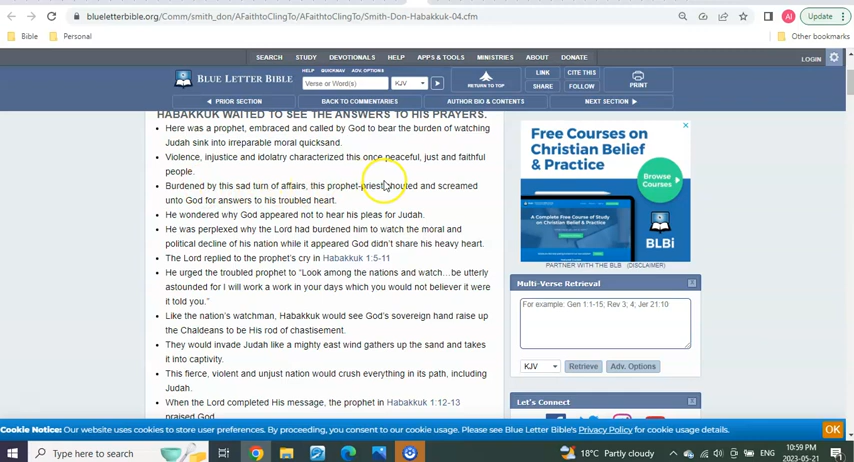 blueletterbible.org/Comm/smith_don/AFaithtoClingTo/AFaithtoClingTo/Smith-Don-Habakkuk-04.cfm
AI
Update
Bible
Personal
Other bookmarks
SEARCH STUDY DEVOTIONALS HELP APPS & TOOLS MINISTRIES ABOUT DONATE
LOGIN
BLUE LETTER BIBLE
HELP QUICKNAV ADV. OPTIONS
Verse or Word(s)
KJV
RETURN TO TOP
LINK
CITE THIS
SHARE
FOLLOW
PRINT
PRIOR SECTION
BACK TO COMMENTARIES
AUTHOR BIO & CONTENTS
NEXT SECTION
HABAKKUK WAITED TO SEE THE ANSWERS TO HIS PRAYERS.
Here was a prophet, embraced and called by God to bear the burden of watching
Judah sink into irreparable moral quicksand.
Violence, injustice and idolatry characterized this once peaceful, just and faithful
people.
Burdened by this sad turn of affairs, this prophet-priest shouted and screamed
unto God for answers to his troubled heart.
He wondered why God appeared not to hear his pleas for Judah.
He was perplexed why the Lord had burdened him to watch the moral and
political decline of his nation while it appeared God didn't share his heavy heart.
The Lord replied to the prophet's cry in Habakkuk 1:5-11
He urged the troubled prophet to "Look among the nations and watch…be utterly
astounded for I will work a work in your days which you would not believer it were
it told you."
Like the nation's watchman, Habakkuk would see God's sovereign hand raise up
the Chaldeans to be His rod of chastisement.
They would invade Judah like a mighty east wind gathers up the sand and takes
it into captivity.
This fierce, violent and unjust nation would crush everything in its path, including
Judah.
When the Lord completed His message, the prophet in Habakkuk 1:12-13
praised God
Free Courses on
Christian Belief
& Practice
Browse
Courses
A Complete Course of Study
BLBi
PARTNER WITH THE BLB (DISCLAIMER)
Multi-Verse Retrieval
For example: Gen 1:1-15; Rev 3; 4; Jer 21:10
KJV
Retrieve
Adv. Options
Let's Connect
Cookie Notice: Our website uses cookies to store user preferences. By proceeding, you consent to our cookie usage. Please see Blue Letter Bible's Privacy Policy for cookie usage details.
OK
Type here to search
18°C Partly cloudy
ENG
10:59 PM
2023-05-21